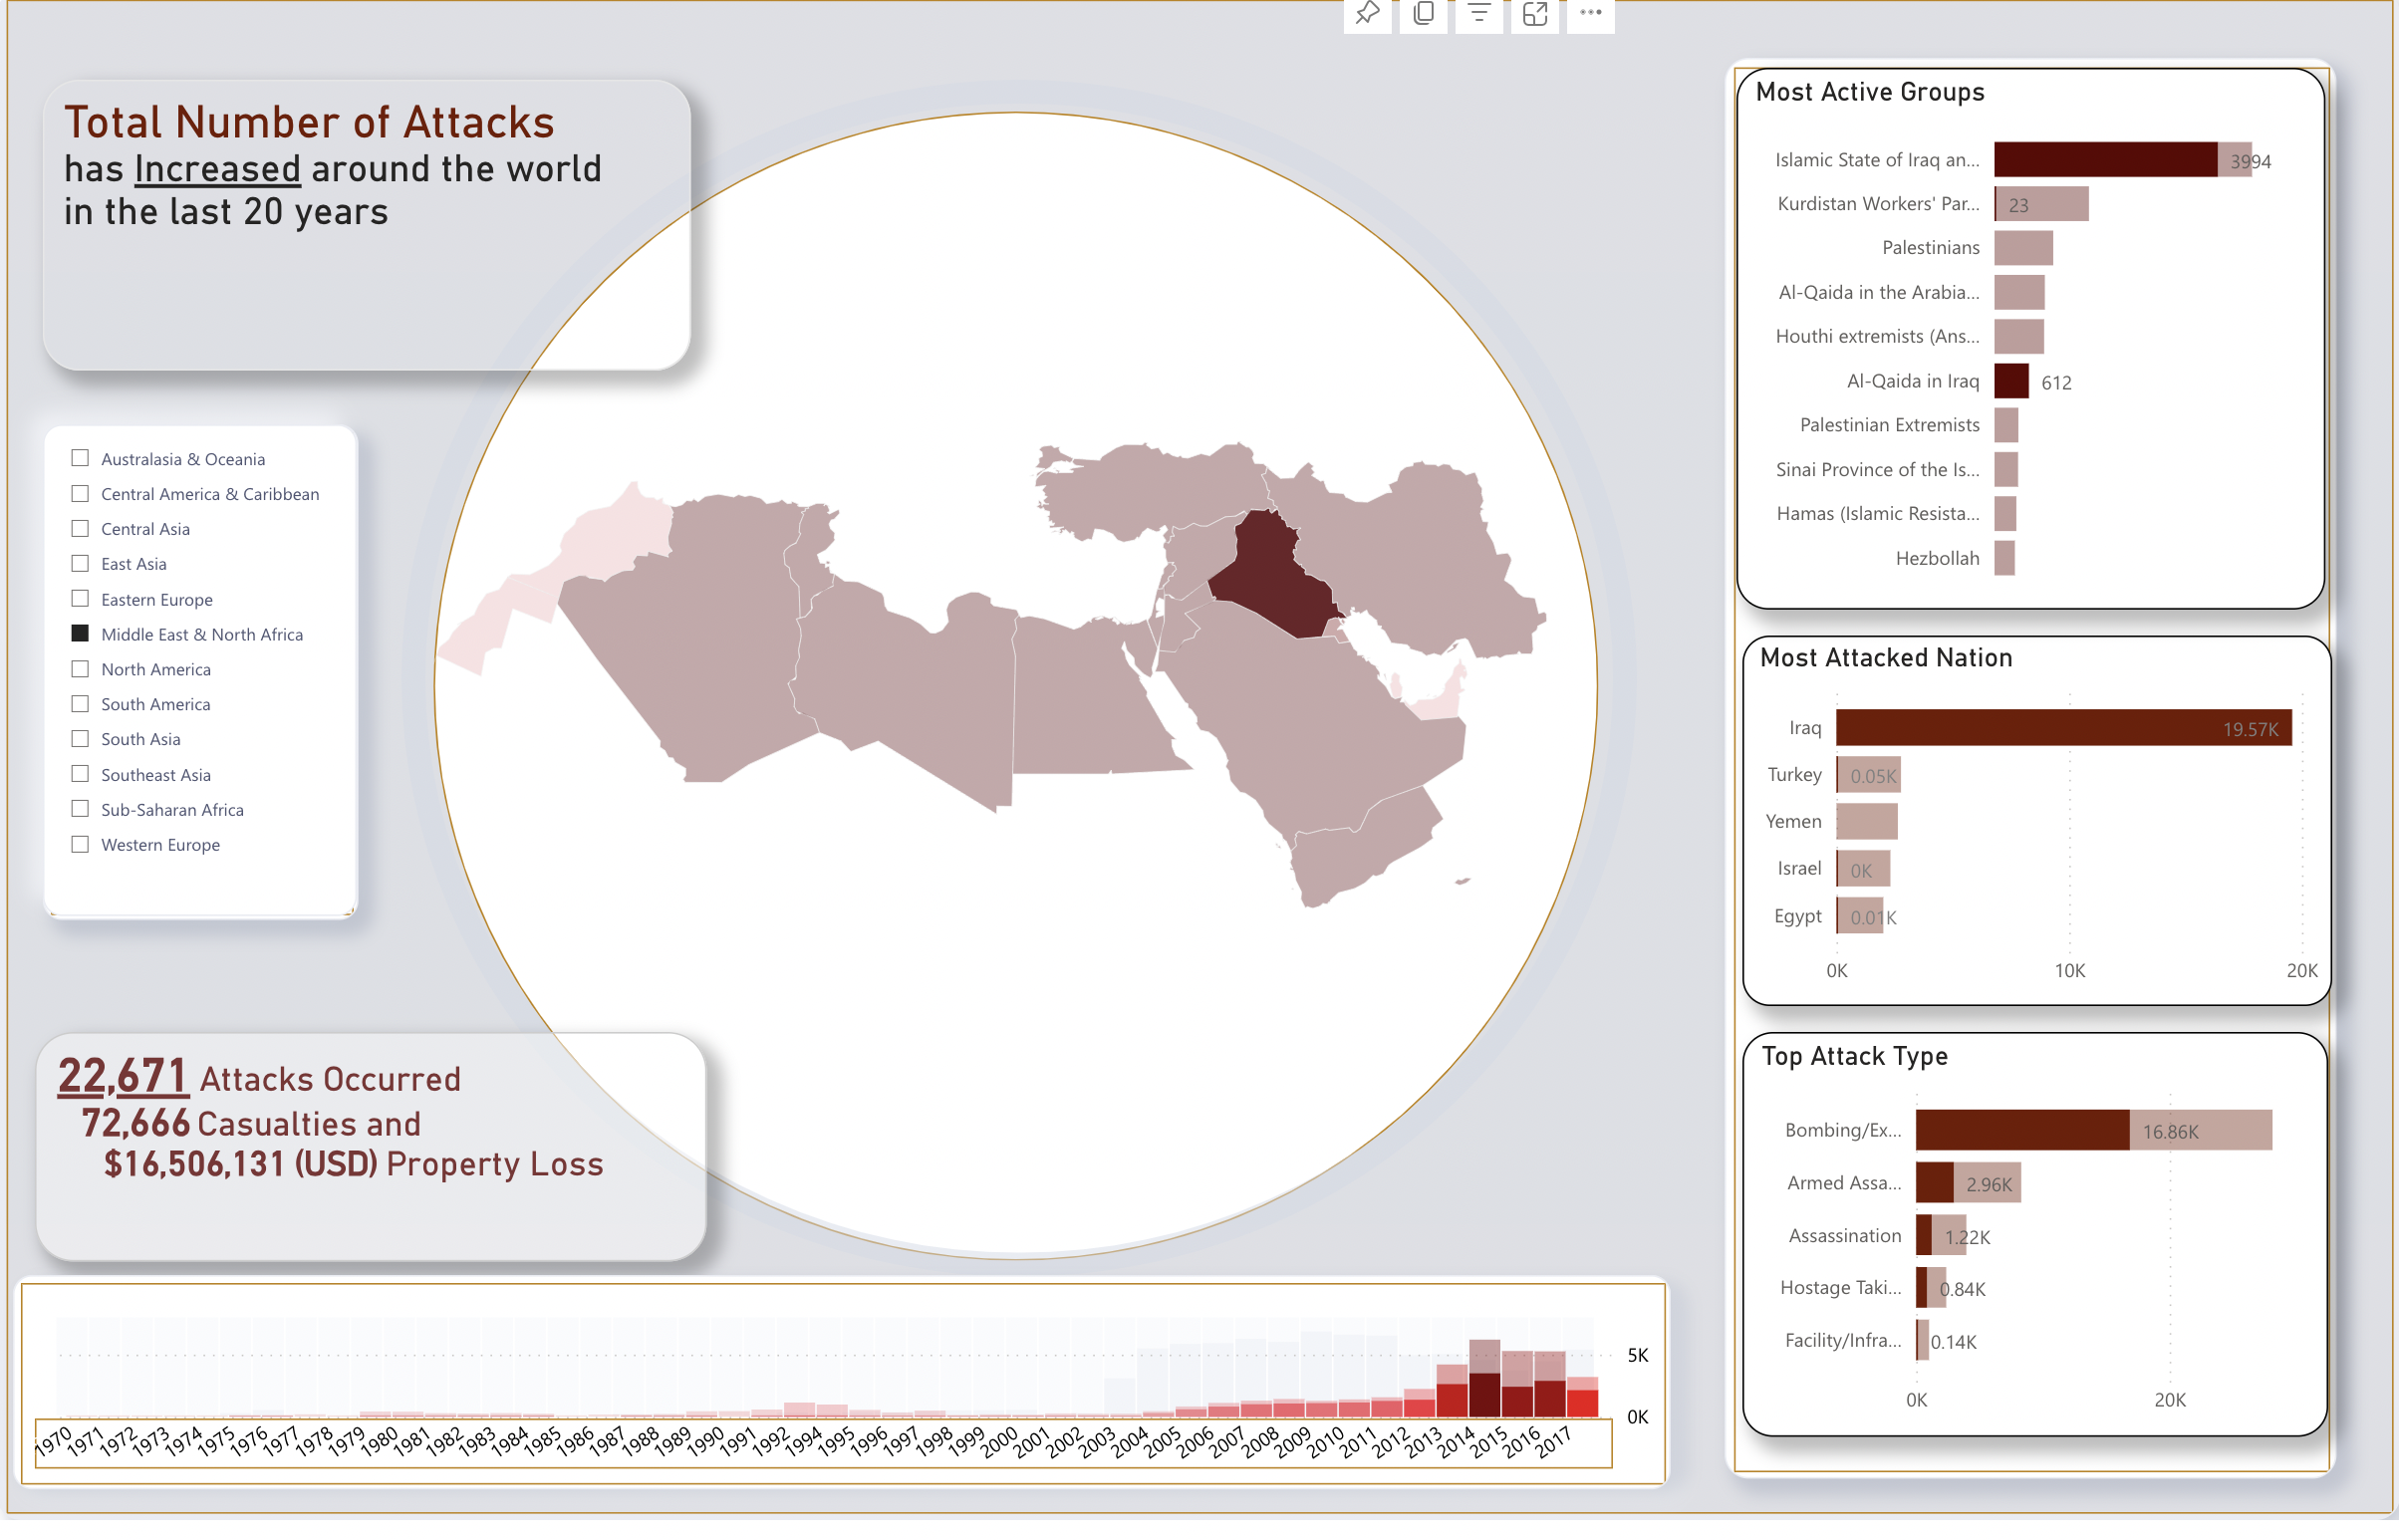 Total Number of Attacks
has Increased around the world
in the last 20 years
Australasia & Oceania
Central America & Caribbean
Central Asia
East Asia
Eastern Europe
Middle East & North Africa
North America
South America
South Asia
Southeast Asia
Sub-Saharan Africa
Western Europe
22,671 Attacks Occurred
72,666 Casualties and
$16,506,131 (USD) Property Loss
5K
0K
1970 1971 1972 1973 1974 1975 1976 1977 1978 1979 1980 1981 1982 1983 1984 1985 1986 1987 1988 1989 1990 1991 1992 1994 1995 1996 1997 1998 1999 2000 2001 2002 2003 2004 2005 2006 2007 2008 2009 2010 2011 2012 2013 2014 2015 2016 2017
Most Active Groups
Islamic State of Iraq an... 3994
Kurdistan Workers' Par... 23
Palestinians
Al-Qaida in the Arabia...
Houthi extremists (Ans...
Al-Qaida in Iraq 612
Palestinian Extremists
Sinai Province of the Is...
Hamas (Islamic Resista...
Hezbollah
Most Attacked Nation
Iraq 19.57K
Turkey 0.05K
Yemen
Israel 0K
Egypt 0.01K
0K 10K 20K
Top Attack Type
Bombing/Ex... 16.86K
Armed Assa... 2.96K
Assassination 1.22K
Hostage Taki... 0.84K
Facility/Infra... 0.14K
0K 20K